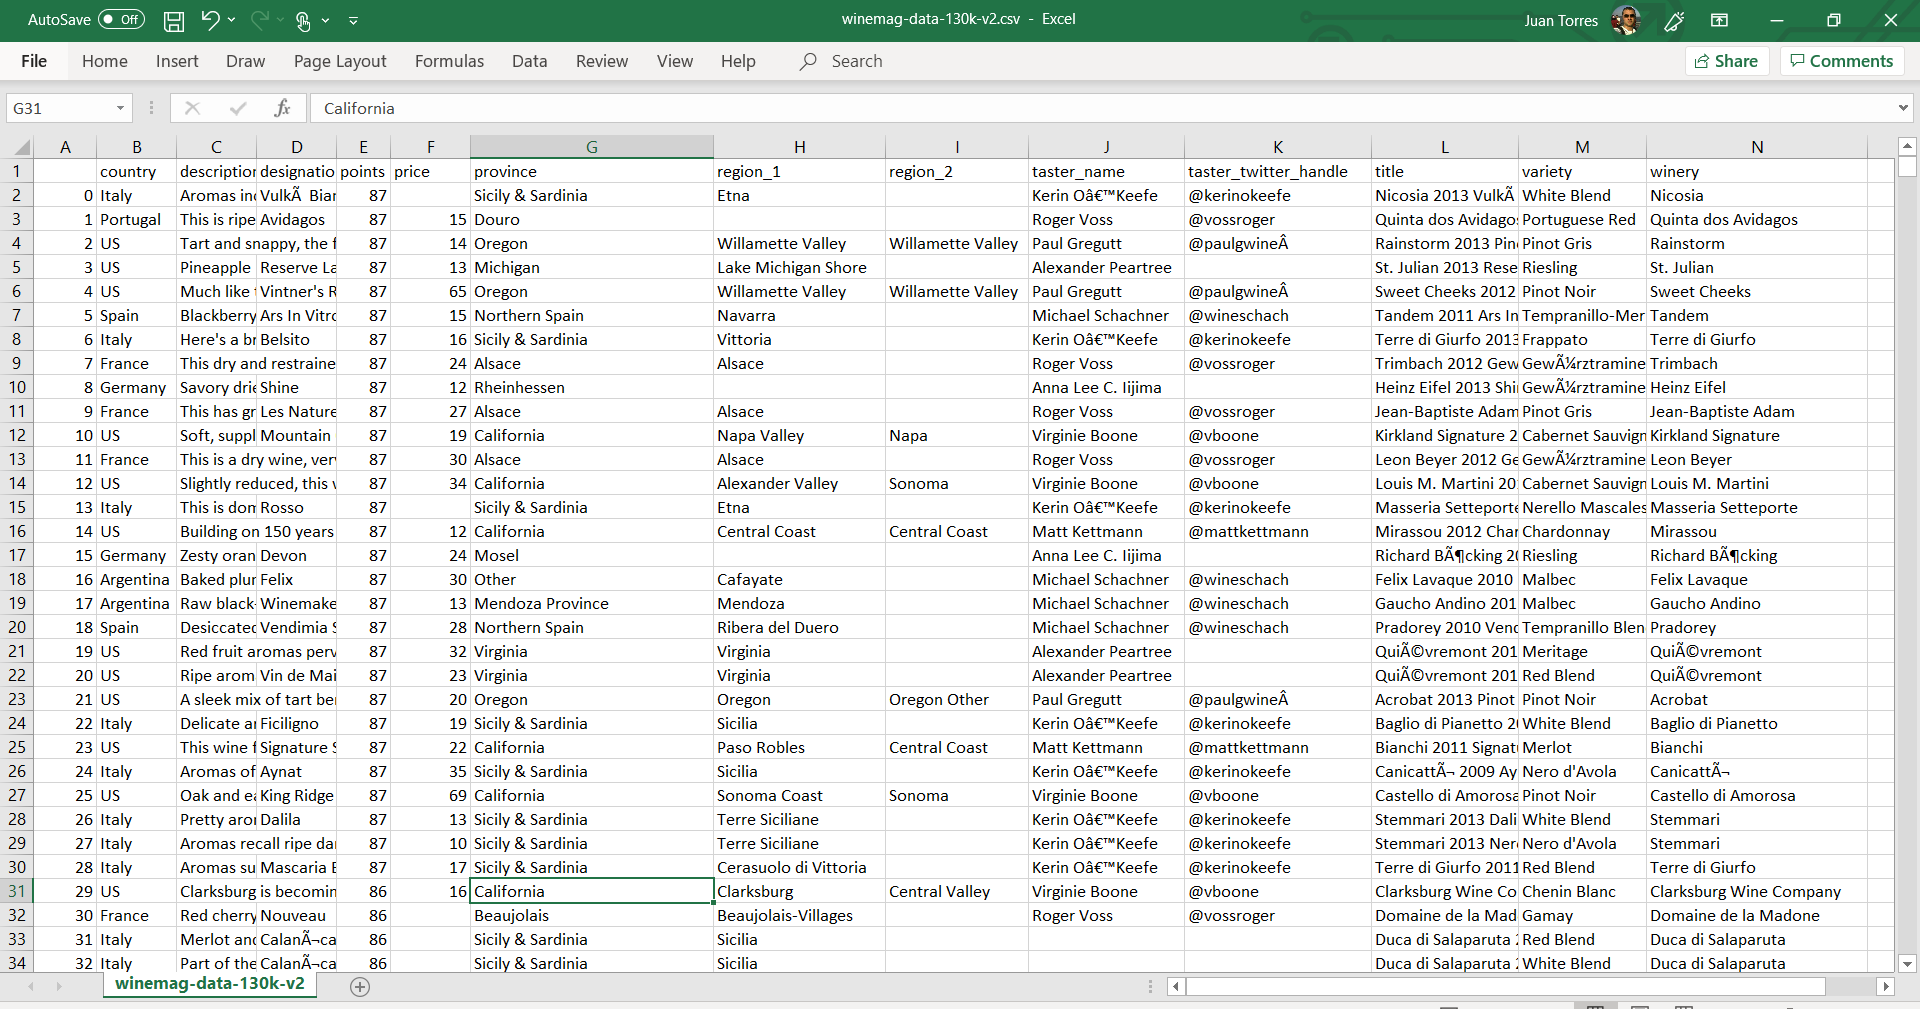 AutoSave Off winemag-data-130k-v2.csv - Excel Juan Torres
File Home Insert Draw Page Layout Formulas Data Review View Help Search Share Comments
G31 fx California
A B C D E F G H I J K L M N
1 country description designatio points price province region_1 region_2 taster_name taster_twitter_handle title variety winery
2 0 Italy Aromas inc VulkÃ Bian 87 Sicily & Sardinia Etna Kerin Oâ€™Keefe @kerinokeefe Nicosia 2013 VulkÃ White Blend Nicosia
3 1 Portugal This is ripe Avidagos 87 15 Douro Roger Voss @vossroger Quinta dos Avidagos Portuguese Red Quinta dos Avidagos
4 2 US Tart and snappy, the f 87 14 Oregon Willamette Valley Willamette Valley Paul Gregutt @paulgwineÂ Rainstorm 2013 Pin Pinot Gris Rainstorm
5 3 US Pineapple Reserve La 87 13 Michigan Lake Michigan Shore Alexander Peartree St. Julian 2013 Rese Riesling St. Julian
6 4 US Much like Vintner's R 87 65 Oregon Willamette Valley Willamette Valley Paul Gregutt @paulgwineÂ Sweet Cheeks 2012 Pinot Noir Sweet Cheeks
7 5 Spain Blackberry Ars In Vitro 87 15 Northern Spain Navarra Michael Schachner @wineschach Tandem 2011 Ars In Tempranillo-Mer Tandem
8 6 Italy Here's a br Belsito 87 16 Sicily & Sardinia Vittoria Kerin Oâ€™Keefe @kerinokeefe Terre di Giurfo 2013 Frappato Terre di Giurfo
9 7 France This dry and restraine 87 24 Alsace Alsace Roger Voss @vossroger Trimbach 2012 Gew GewÃ¼rztramine Trimbach
10 8 Germany Savory drie Shine 87 12 Rheinhessen Anna Lee C. Iijima Heinz Eifel 2013 Shi GewÃ¼rztramine Heinz Eifel
11 9 France This has gr Les Nature 87 27 Alsace Alsace Roger Voss @vossroger Jean-Baptiste Adam Pinot Gris Jean-Baptiste Adam
12 10 US Soft, suppl Mountain 87 19 California Napa Valley Napa Virginie Boone @vboone Kirkland Signature 2 Cabernet Sauvign Kirkland Signature
13 11 France This is a dry wine, ver 87 30 Alsace Alsace Roger Voss @vossroger Leon Beyer 2012 Ge GewÃ¼rztramine Leon Beyer
14 12 US Slightly reduced, this w 87 34 California Alexander Valley Sonoma Virginie Boone @vboone Louis M. Martini 20 Cabernet Sauvign Louis M. Martini
15 13 Italy This is dom Rosso 87 Sicily & Sardinia Etna Kerin Oâ€™Keefe @kerinokeefe Masseria Setteporte Nerello Mascales Masseria Setteporte
16 14 US Building on 150 years 87 12 California Central Coast Central Coast Matt Kettmann @mattkettmann Mirassou 2012 Char Chardonnay Mirassou
17 15 Germany Zesty oran Devon 87 24 Mosel Anna Lee C. Iijima Richard BÃ¶cking 20 Riesling Richard BÃ¶cking
18 16 Argentina Baked plur Felix 87 30 Other Cafayate Michael Schachner @wineschach Felix Lavaque 2010 Malbec Felix Lavaque
19 17 Argentina Raw black- Winemake 87 13 Mendoza Province Mendoza Michael Schachner @wineschach Gaucho Andino 201 Malbec Gaucho Andino
20 18 Spain Desiccated Vendimia S 87 28 Northern Spain Ribera del Duero Michael Schachner @wineschach Pradorey 2010 Vend Tempranillo Blen Pradorey
21 19 US Red fruit aromas perv 87 32 Virginia Virginia Alexander Peartree QuiÃ©vremont 201 Meritage QuiÃ©vremont
22 20 US Ripe arom Vin de Mai 87 23 Virginia Virginia Alexander Peartree QuiÃ©vremont 201 Red Blend QuiÃ©vremont
23 21 US A sleek mix of tart ber 87 20 Oregon Oregon Oregon Other Paul Gregutt @paulgwineÂ Acrobat 2013 Pinot Pinot Noir Acrobat
24 22 Italy Delicate ar Ficiligno 87 19 Sicily & Sardinia Sicilia Kerin Oâ€™Keefe @kerinokeefe Baglio di Pianetto 20 White Blend Baglio di Pianetto
25 23 US This wine f Signature S 87 22 California Paso Robles Central Coast Matt Kettmann @mattkettmann Bianchi 2011 Signat Merlot Bianchi
26 24 Italy Aromas of Aynat 87 35 Sicily & Sardinia Sicilia Kerin Oâ€™Keefe @kerinokeefe CanicattÃ¬ 2009 Ay Nero d'Avola CanicattÃ¬
27 25 US Oak and ea King Ridge 87 69 California Sonoma Coast Sonoma Virginie Boone @vboone Castello di Amorosa Pinot Noir Castello di Amorosa
28 26 Italy Pretty aror Dalila 87 13 Sicily & Sardinia Terre Siciliane Kerin Oâ€™Keefe @kerinokeefe Stemmari 2013 Dali White Blend Stemmari
29 27 Italy Aromas recall ripe da 87 10 Sicily & Sardinia Terre Siciliane Kerin Oâ€™Keefe @kerinokeefe Stemmari 2013 Ner Nero d'Avola Stemmari
30 28 Italy Aromas su Mascaria B 87 17 Sicily & Sardinia Cerasuolo di Vittoria Kerin Oâ€™Keefe @kerinokeefe Terre di Giurfo 2011 Red Blend Terre di Giurfo
31 29 US Clarksburg is becomin 86 16 California Clarksburg Central Valley Virginie Boone @vboone Clarksburg Wine Co Chenin Blanc Clarksburg Wine Company
32 30 France Red cherry Nouveau 86 Beaujolais Beaujolais-Villages Roger Voss @vossroger Domaine de la Mad Gamay Domaine de la Madone
33 31 Italy Merlot and CalanÃ¬ca 86 Sicily & Sardinia Sicilia Duca di Salaparuta 2 Red Blend Duca di Salaparuta
34 32 Italy Part of the CalanÃ¬ca 86 Sicily & Sardinia Sicilia Duca di Salaparuta 2 White Blend Duca di Salaparuta
winemag-data-130k-v2